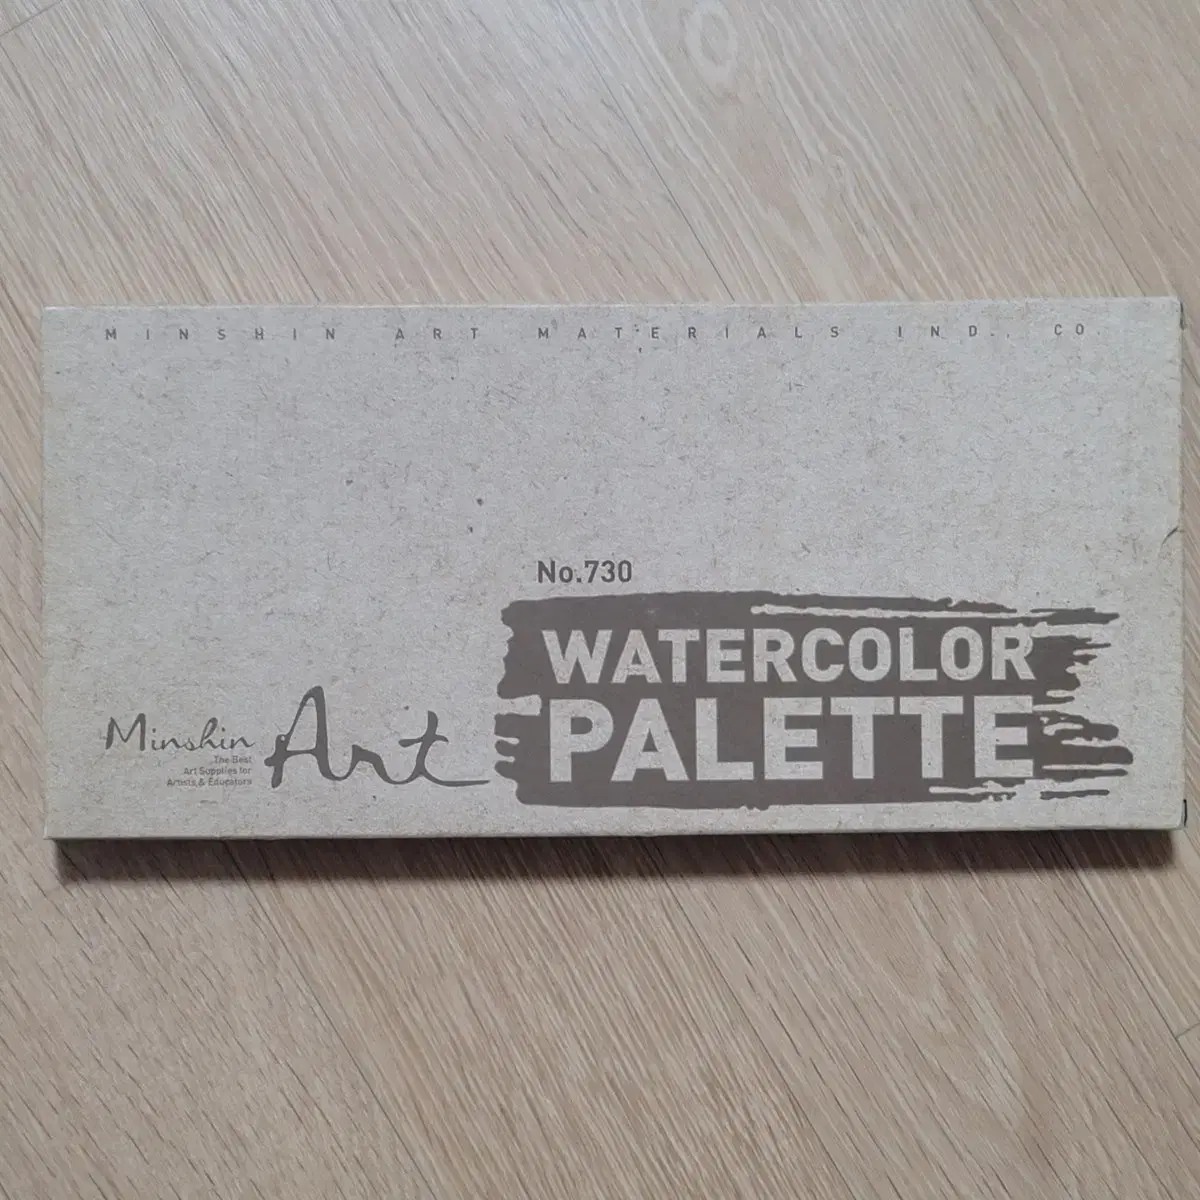 MINSHIN ART MATERIALS IND., CO.
No.730
WATERCOLOR
PALETTE
Minshin Art
The Best
Art Supplies for
Artists & Educators